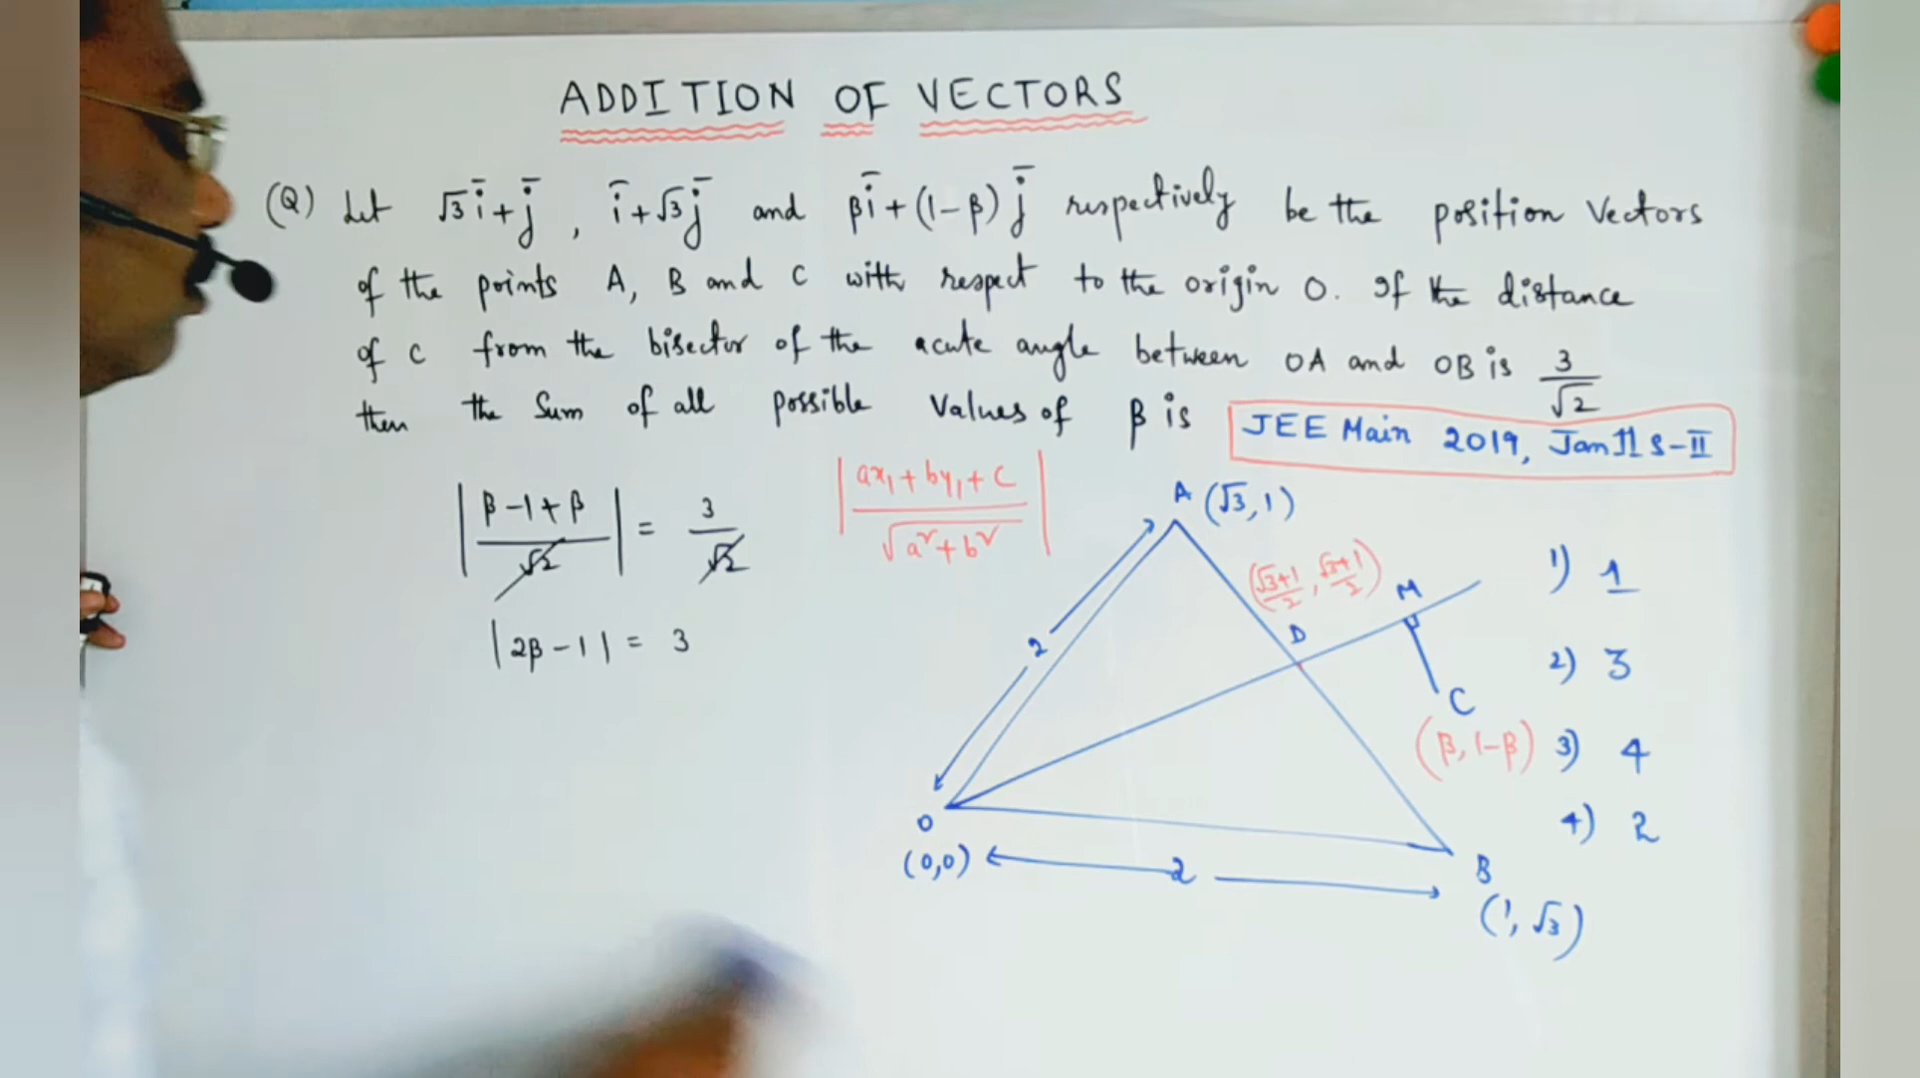 ADDITION OF VECTORS
(Q) Let √3 i̅ + j̅ , i̅ + √3 j̅ and β i̅ + (1-β) j̅ respectively be the position Vectors
of the points A, B and C with respect to the origin O. If the distance
of C from the bisector of the acute angle between OA and OB is 3/√2
then the Sum of all possible Values of β is
JEE Main 2019, Jan 11 S-II
|(β-1+β)/√2| = 3/√2
|(ax₁+by₁+c)/√(a²+b²)|
|2β-1| = 3
A (√3, 1)
((√3+1)/2, (√3+1)/2)
M
D
2
C
(β, 1-β)
O
(0,0)
2
B
(1, √3)
1) 1
2) 3
3) 4
4) 2